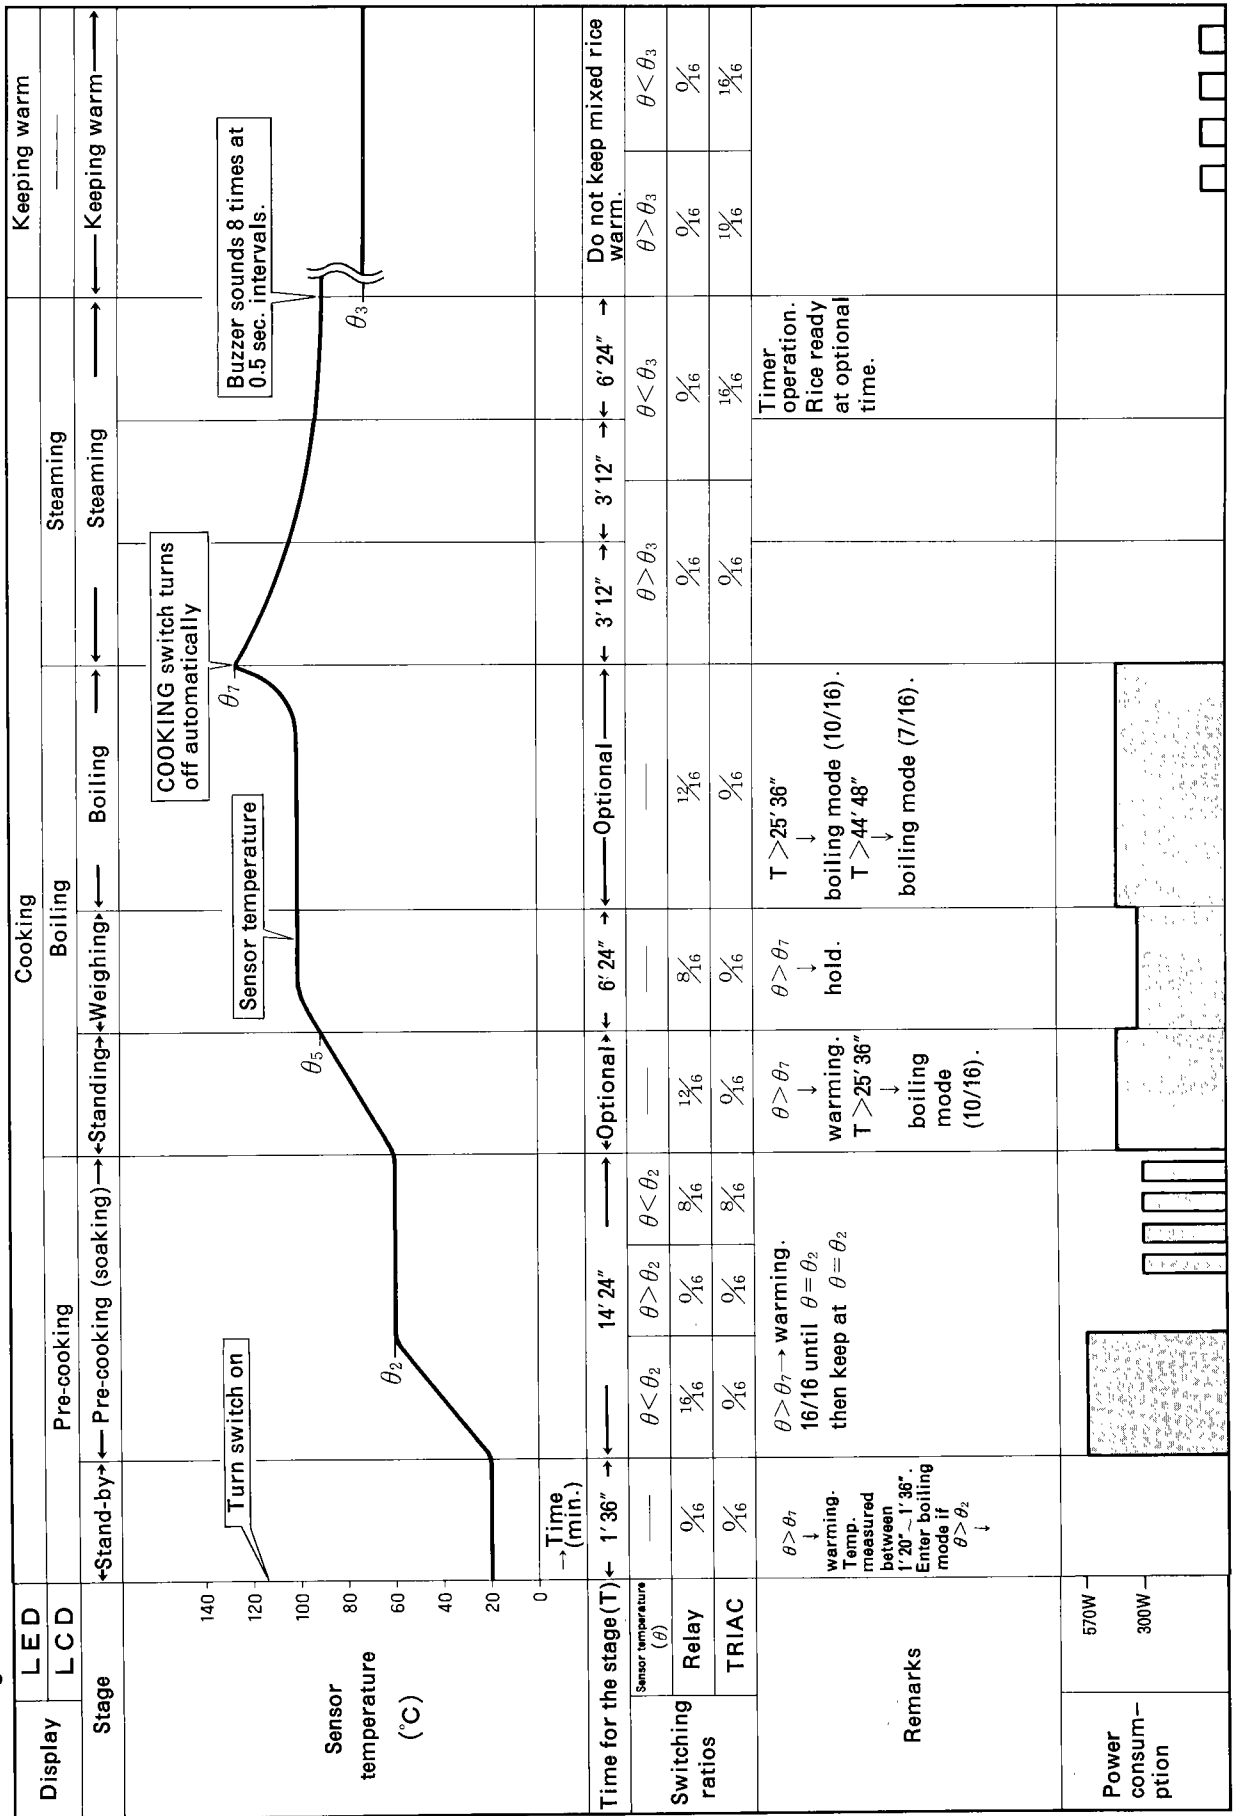 Display
LED
Cooking
Keeping warm
LCD
Pre-cooking
Boiling
Steaming
——
Stage
←Stand-by→
← Pre-cooking (soaking) →
←Standing→
←Weighing→
← Boiling →
← Steaming →
← Keeping warm →
Sensor
temperature
(°C)
140
120
100
80
60
40
20
0
Turn switch on
θ2
θ5
Sensor temperature
θ7
COOKING switch turns
off automatically
Buzzer sounds 8 times at
0.5 sec. intervals.
θ3
→Time
(min.)
Time for the stage(T)
← 1′36″ →
← 14′24″ →
←Optional→
← 6′24″ →
← Optional →
← 3′12″ →
← 3′12″ →
← 6′24″ →
Do not keep mixed rice
warm.
Switching
ratios
Sensor temperature
(θ)
——
θ<θ2
θ>θ2
θ<θ2
——
——
——
θ>θ3
θ<θ3
θ>θ3
θ<θ3
Relay
0/16
16/16
0/16
8/16
12/16
8/16
12/16
0/16
0/16
0/16
0/16
TRIAC
0/16
0/16
0/16
8/16
0/16
0/16
0/16
0/16
16/16
10/16
16/16
Remarks
θ>θ7
↓
warming.
Temp.
measured
between
1′20″~1′36″.
Enter boiling
mode if
θ>θ2
↓
θ>θ7→warming.
16/16 until θ=θ2
then keep at θ=θ2
θ>θ7
↓
warming.
T>25′36″
↓
boiling
mode
(10/16).
θ>θ7
↓
hold.
T>25′36″
↓
boiling mode (10/16).
T>44′48″
↓
boiling mode (7/16).
Timer
operation.
Rice ready
at optional
time.
Power
consum-
ption
570W
300W